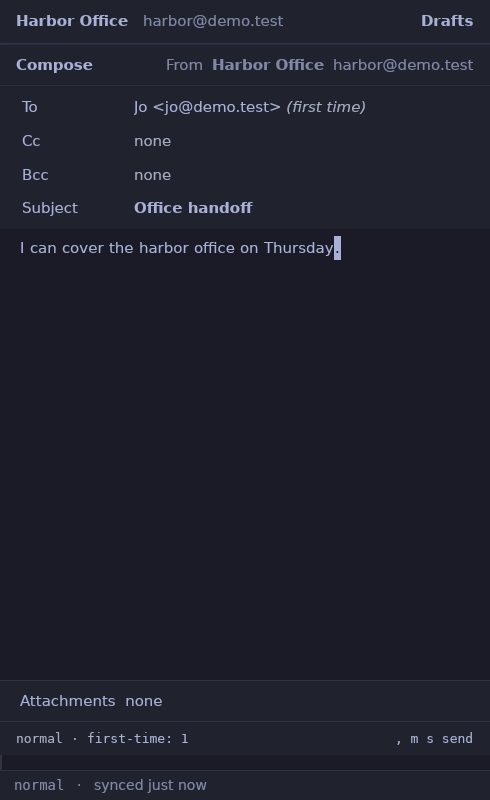 Harbor Office harbor@demo.test Drafts
Compose From Harbor Office harbor@demo.test
To Jo <jo@demo.test> (first time)
Cc none
Bcc none
Subject Office handoff
I can cover the harbor office on Thursday.
Attachments none
normal · first-time: 1 , m s send
normal · synced just now